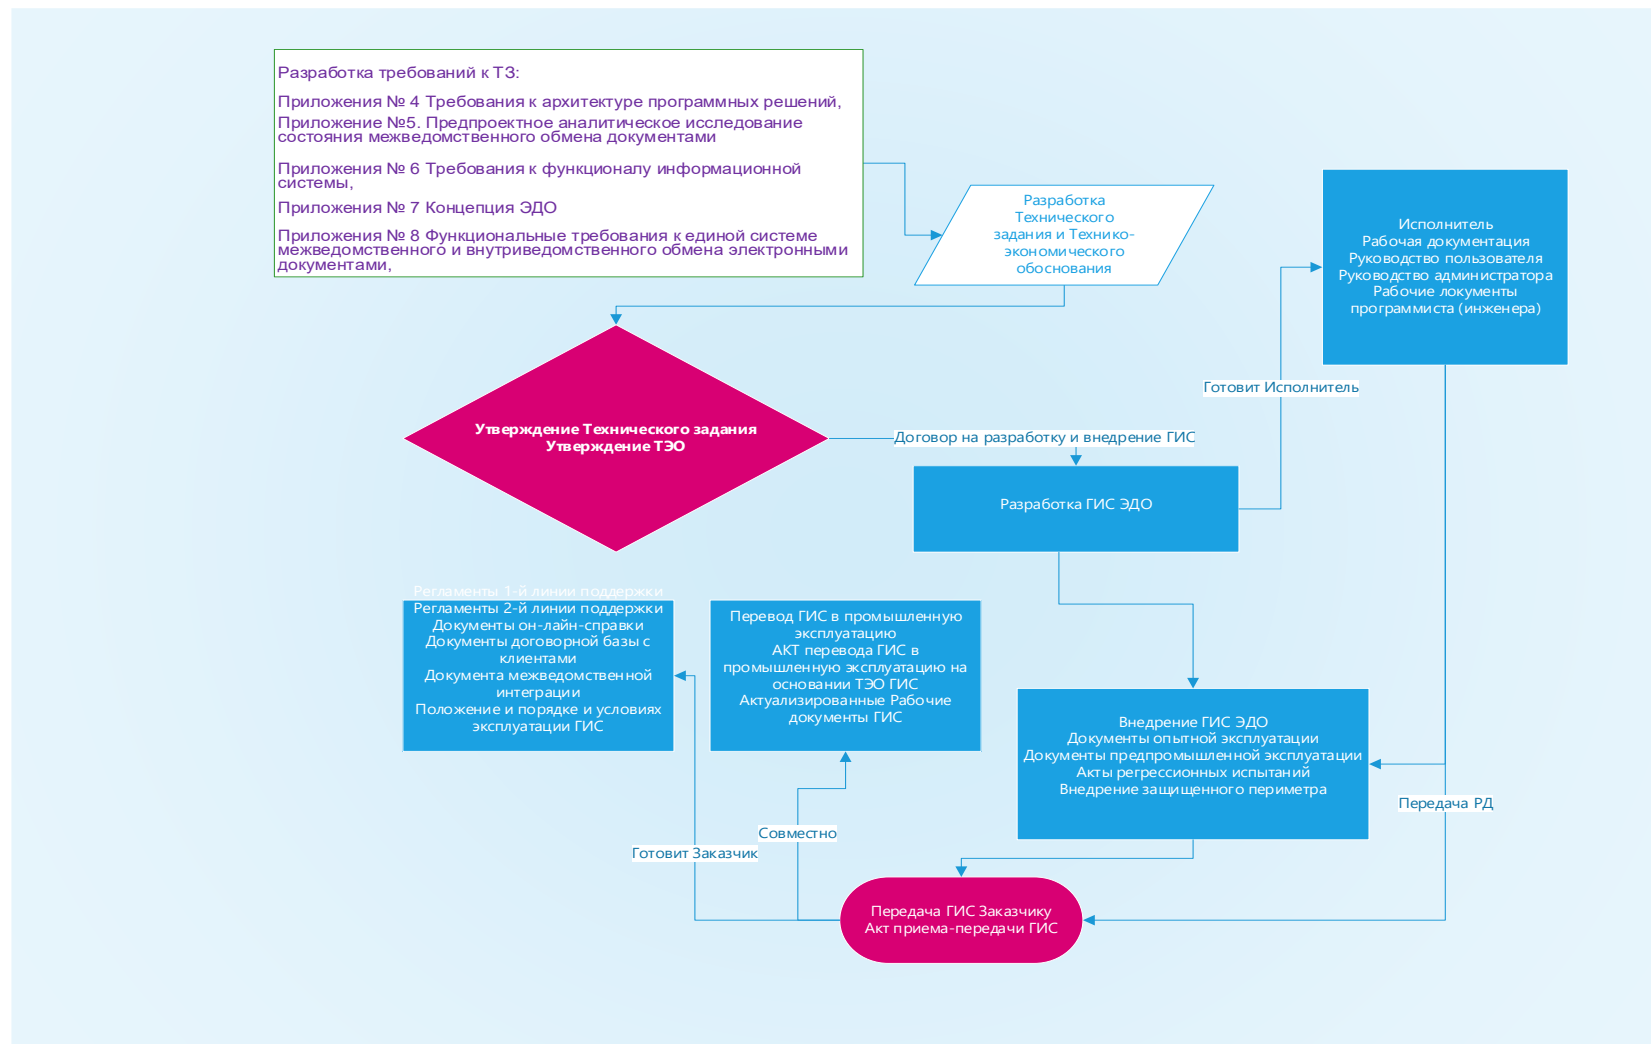 Разработка требований к ТЗ:
Приложения № 4 Требования к архитектуре программных решений,
Приложение №5. Предпроектное аналитическое исследование
состояния межведомственного обмена документами
Приложения № 6 Требования к функционалу информационной
системы,
Приложения № 7 Концепция ЭДО
Приложения № 8 Функциональные требования к единой системе
межведомственного и внутриведомственного обмена электронными
документами,
Разработка
Технического
задания и Технико-
экономического
обоснования
Исполнитель
Рабочая документация
Руководство пользователя
Руководство администратора
Рабочие локументы
программиста (инженера)
Готовит Исполнитель
Утверждение Технического задания
Утверждение ТЭО
Договор на разработку и внедрение ГИС
Разработка ГИС ЭДО
Регламенты 1-й линии поддержки
Регламенты 2-й линии поддержки
Документы он-лайн-справки
Документы договорной базы с
клиентами
Документа межведомственной
интеграции
Положение и порядке и условиях
эксплуатации ГИС
Перевод ГИС в промышленную
эксплуатацию
АКТ перевода ГИС в
промышленную эксплуатацию на
основании ТЭО ГИС
Актуализированные Рабочие
документы ГИС
Внедрение ГИС ЭДО
Документы опытной эксплуатации
Документы предпромышленной эксплуатации
Акты регрессионных испытаний
Внедрение защищенного периметра
Передача РД
Совместно
Готовит Заказчик
Передача ГИС Заказчику
Акт приема-передачи ГИС